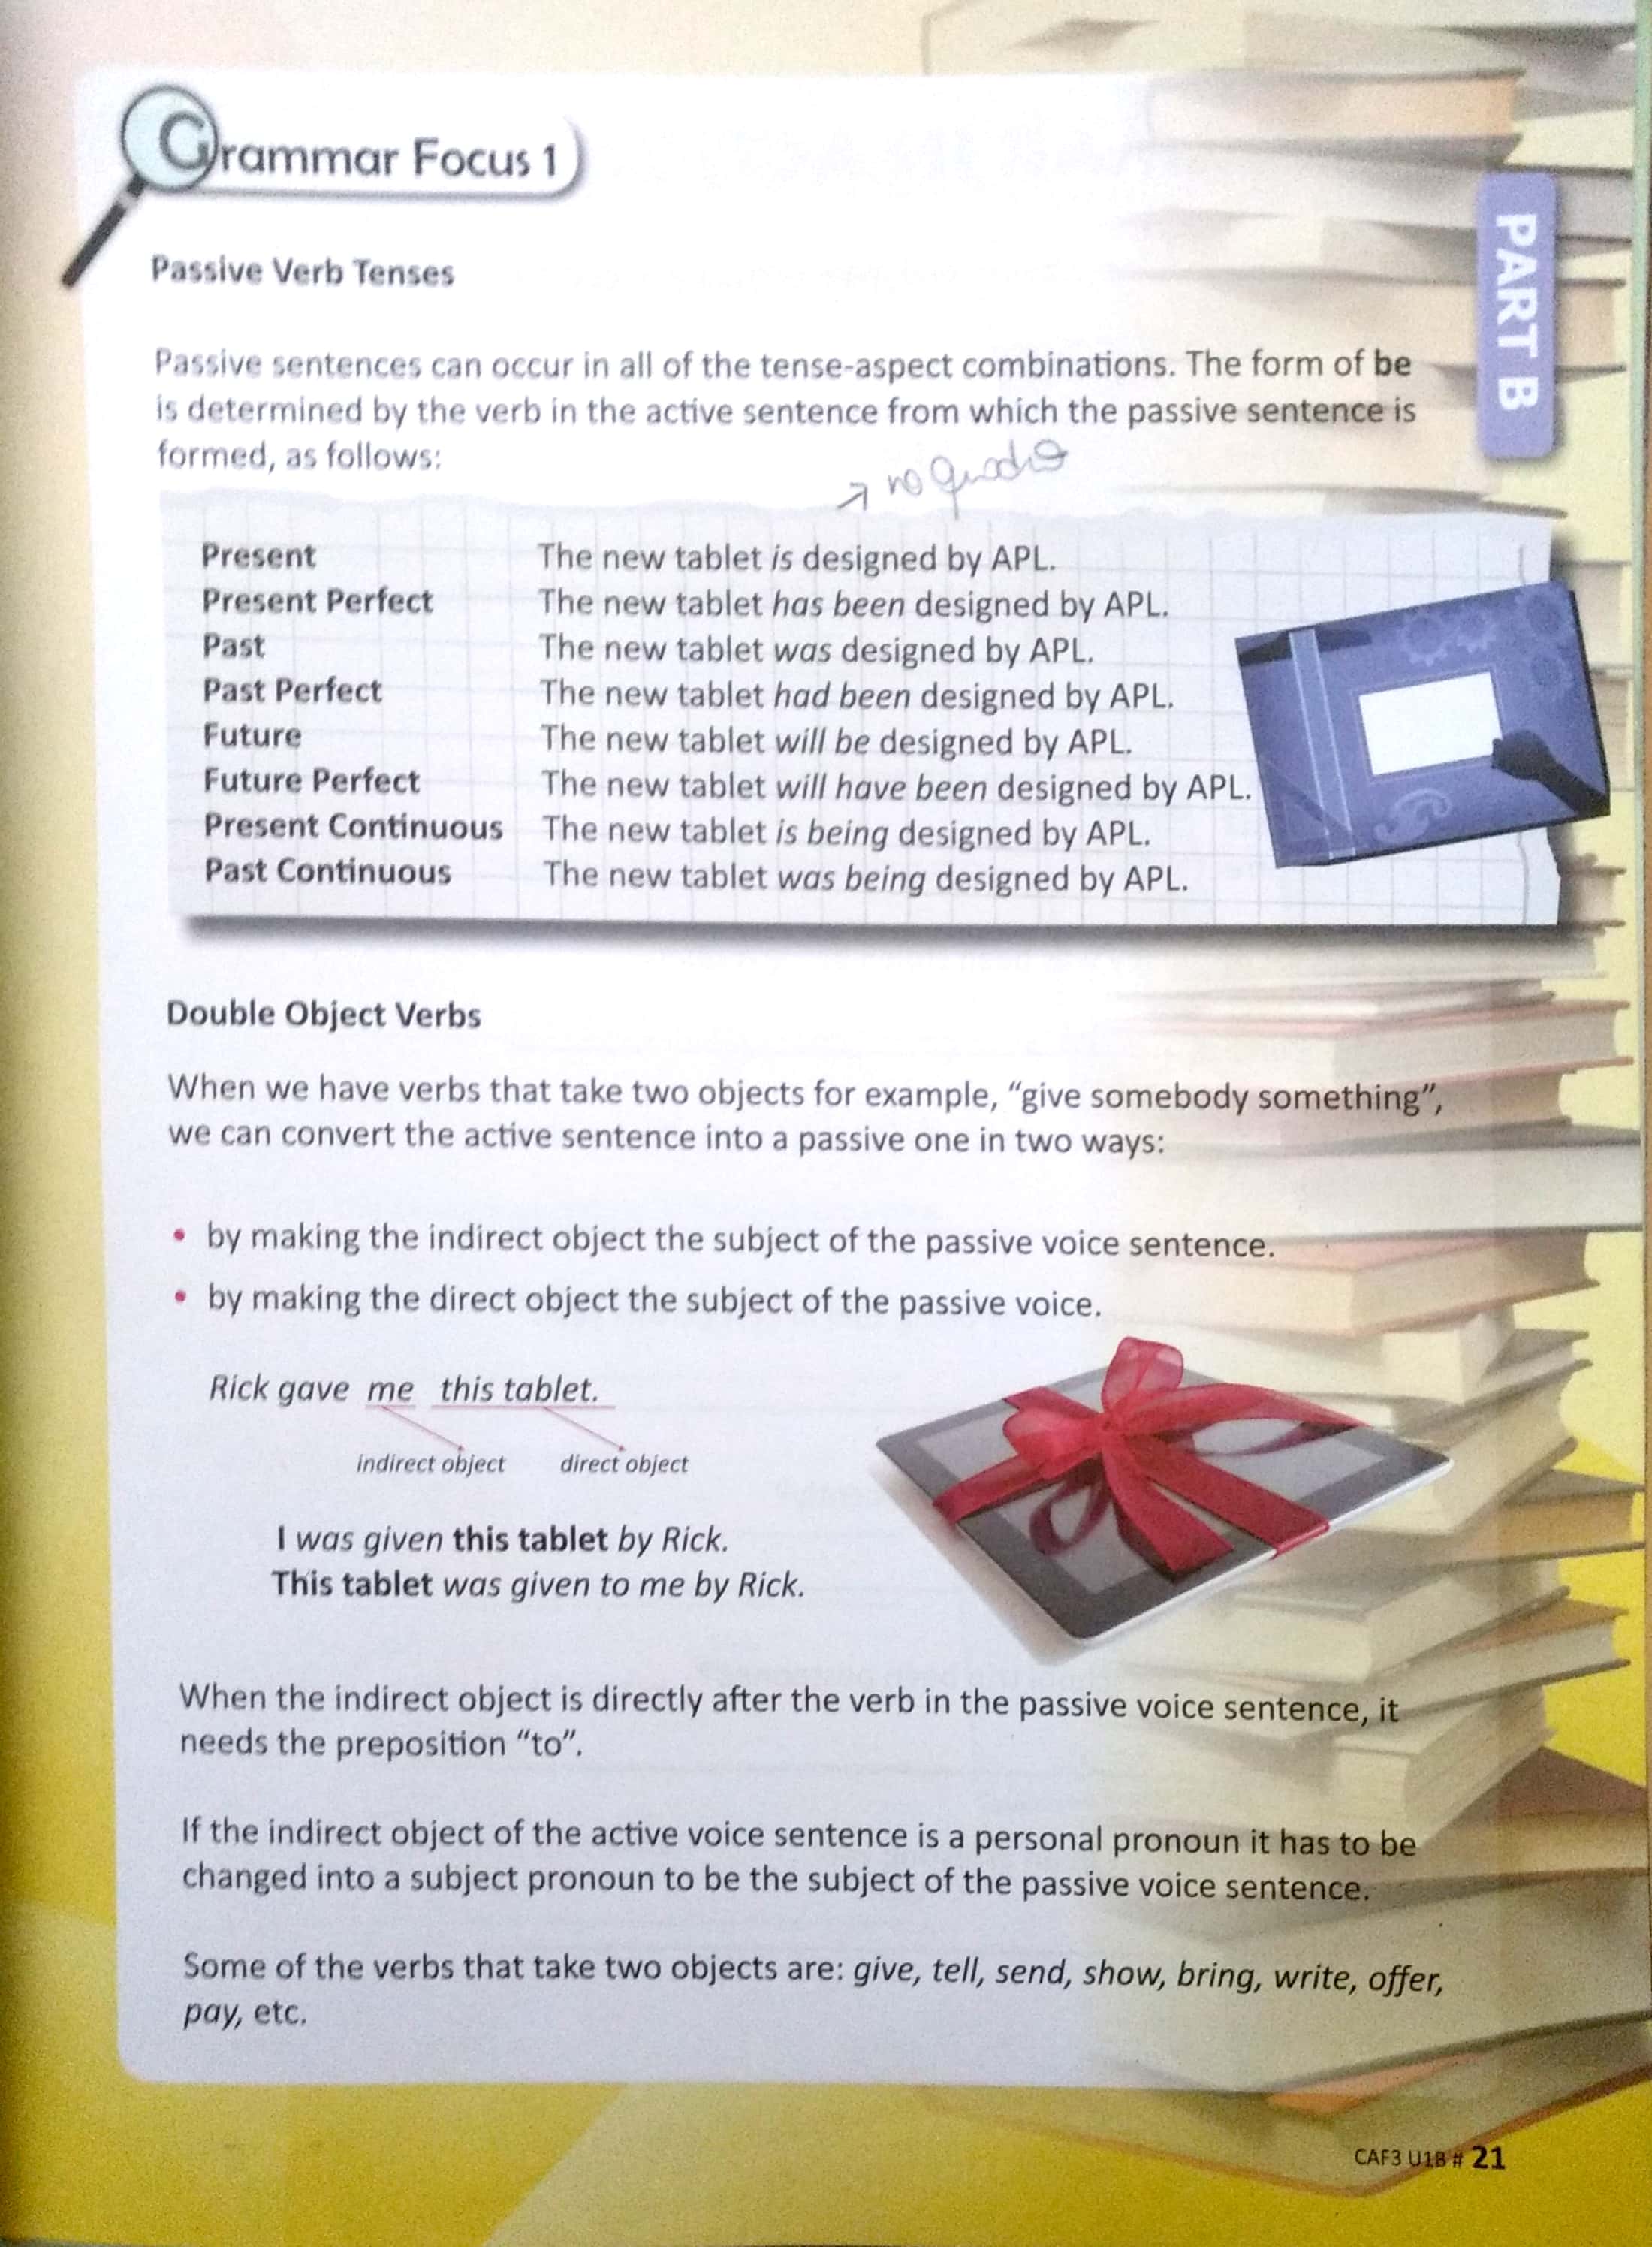 Grammar Focus 1
PART B
Passive Verb Tenses
Passive sentences can occur in all of the tense-aspect combinations. The form of be
is determined by the verb in the active sentence from which the passive sentence is
formed, as follows:
no quadro
Present The new tablet is designed by APL.
Present Perfect The new tablet has been designed by APL.
Past The new tablet was designed by APL.
Past Perfect The new tablet had been designed by APL.
Future The new tablet will be designed by APL.
Future Perfect The new tablet will have been designed by APL.
Present Continuous The new tablet is being designed by APL.
Past Continuous The new tablet was being designed by APL.
Double Object Verbs
When we have verbs that take two objects for example, “give somebody something”,
we can convert the active sentence into a passive one in two ways:
• by making the indirect object the subject of the passive voice sentence.
• by making the direct object the subject of the passive voice.
Rick gave me this tablet.
indirect object direct object
I was given this tablet by Rick.
This tablet was given to me by Rick.
When the indirect object is directly after the verb in the passive voice sentence, it
needs the preposition “to”.
If the indirect object of the active voice sentence is a personal pronoun it has to be
changed into a subject pronoun to be the subject of the passive voice sentence.
Some of the verbs that take two objects are: give, tell, send, show, bring, write, offer,
pay, etc.
CAF3 U1B # 21